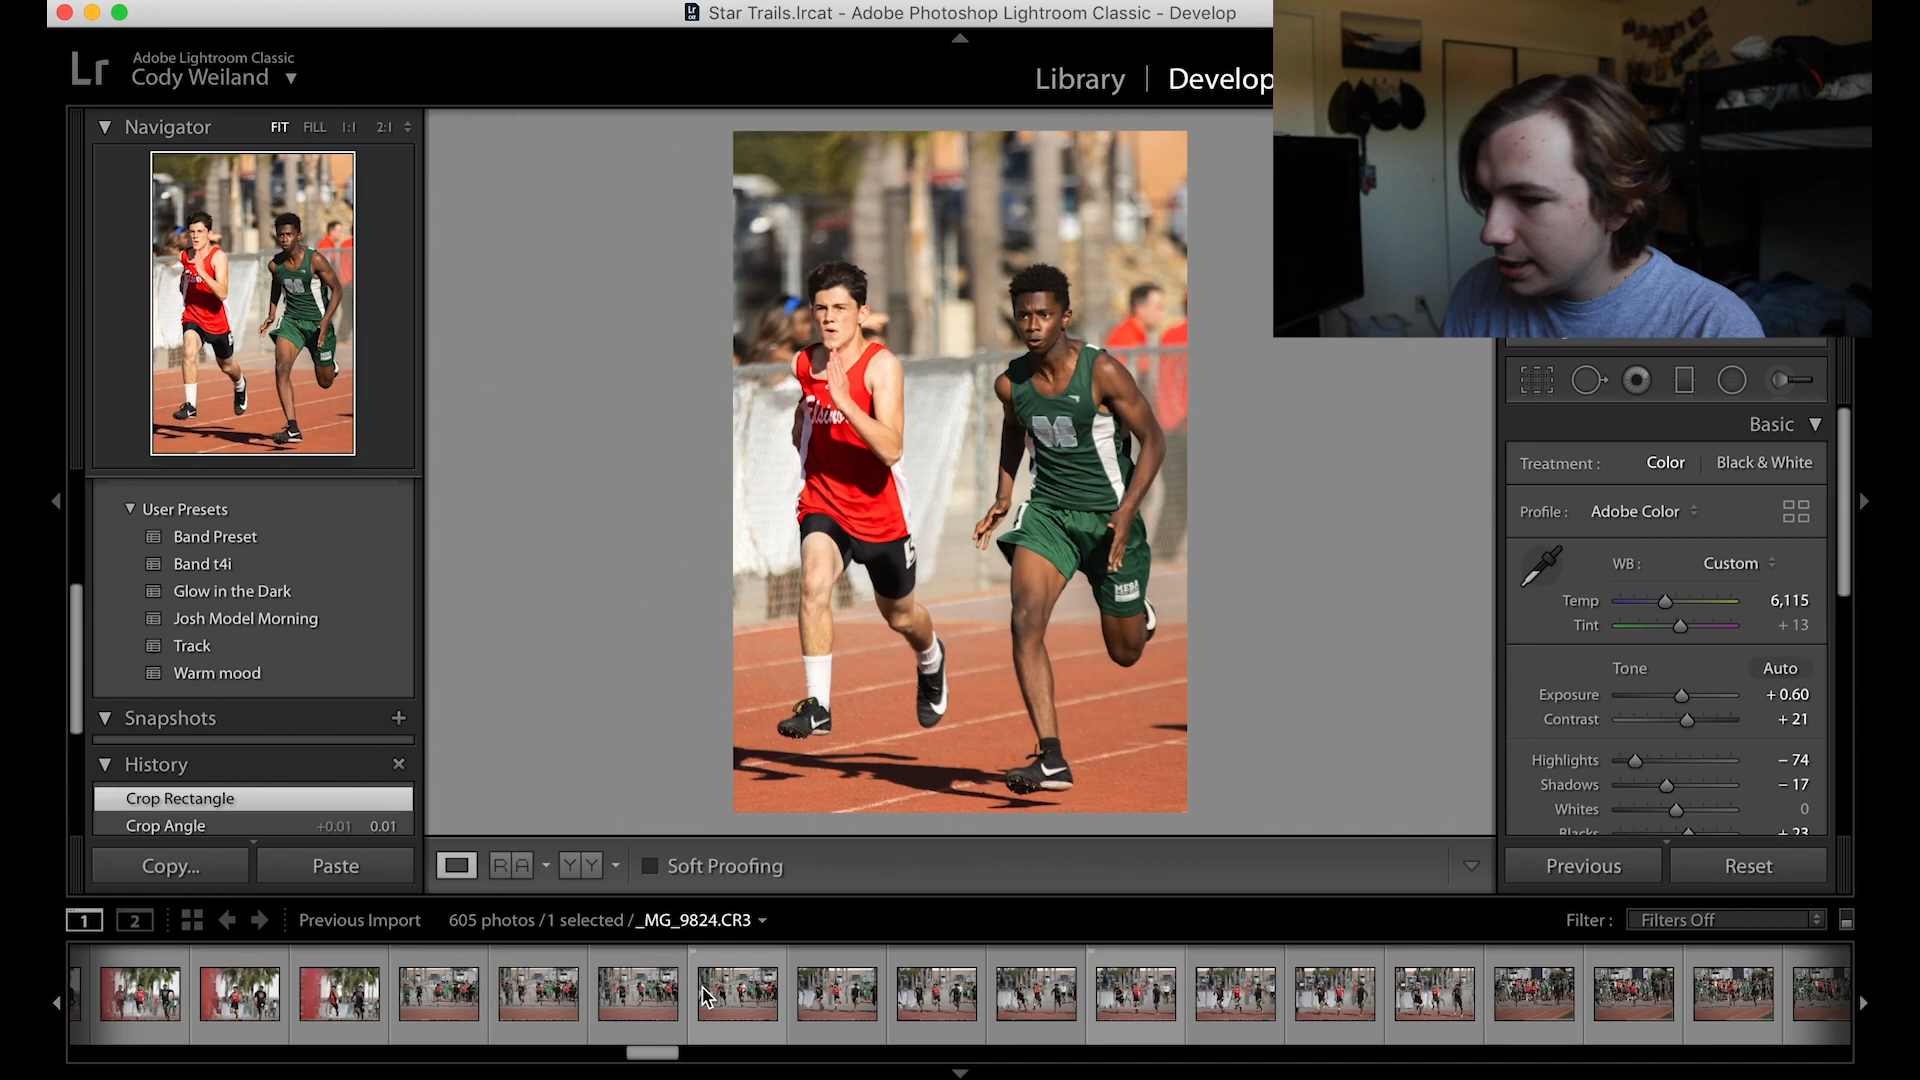 Star Trails.lrcat - Adobe Photoshop Lightroom Classic - Develop
Lr
Adobe Lightroom Classic
Cody Weiland
Library | Develop
Navigator FIT FILL 1:1 2:1
User Presets
Band Preset
Band t4i
Glow in the Dark
Josh Model Morning
Track
Warm mood
Snapshots +
History ×
Crop Rectangle
Crop Angle +0.01 0.01
Copy... Paste
M
MESA
R A Y Y Soft Proofing
Basic
Treatment : Color Black & White
Profile : Adobe Color
WB : Custom
Temp 6,115
Tint + 13
Tone Auto
Exposure + 0.60
Contrast + 21
Highlights − 74
Shadows − 17
Whites 0
Blacks + 23
Previous Reset
1 2 Previous Import 605 photos / 1 selected / _MG_9824.CR3
Filter : Filters Off